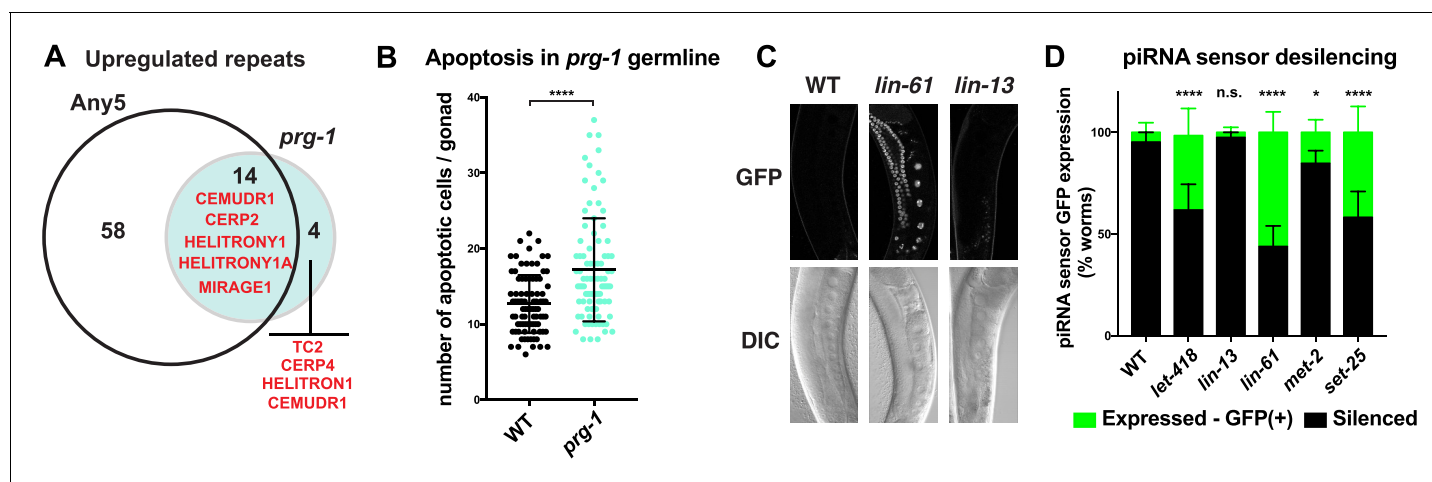 A Upregulated repeats
Any5
prg-1
14
CEMUDR1
CERP2
HELITRONY1
HELITRONY1A
MIRAGE1
58
4
TC2
CERP4
HELITRON1
CEMUDR1
B Apoptosis in prg-1 germline
****
number of apoptotic cells / gonad
40
30
20
10
0
WT
prg-1
C
WT lin-61 lin-13
GFP
DIC
D piRNA sensor desilencing
**** n.s. **** * ****
piRNA sensor GFP expression
(% worms)
100
50
0
WT
let-418
lin-13
lin-61
met-2
set-25
Expressed - GFP(+) Silenced